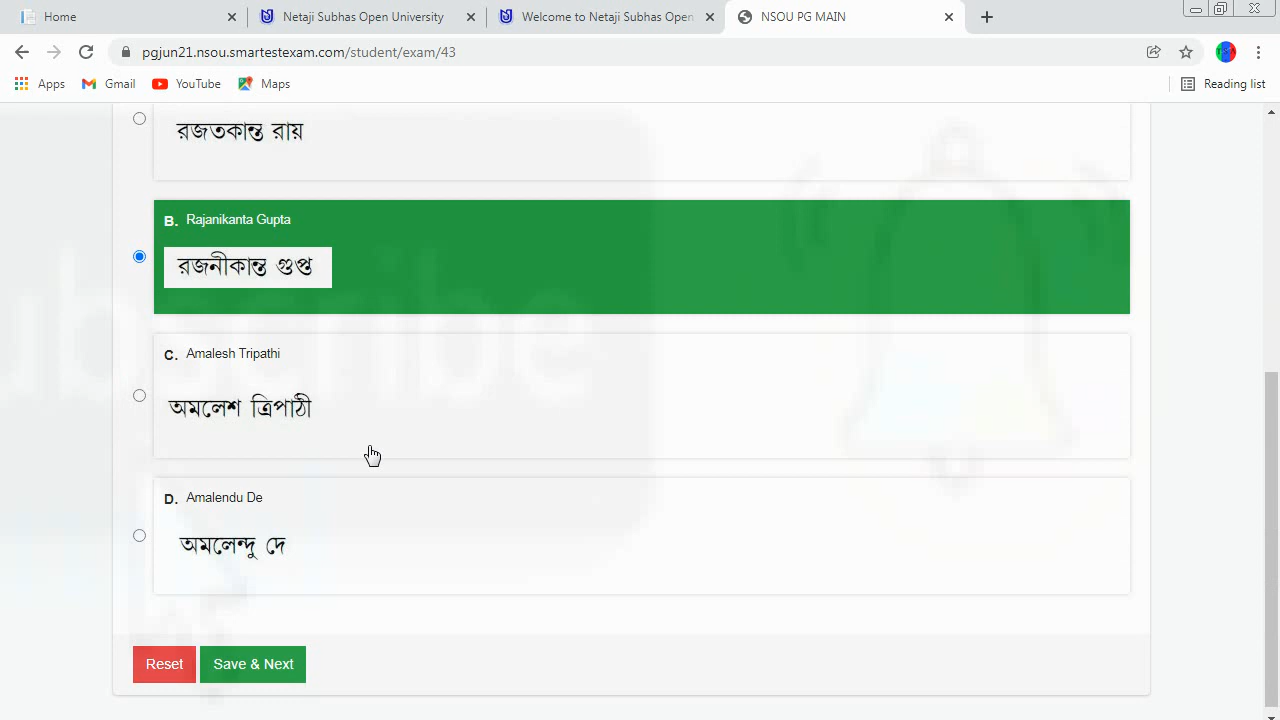 Home
Netaji Subhas Open University
Welcome to Netaji Subhas Open
NSOU PG MAIN
pgjun21.nsou.smartestexam.com/student/exam/43
Apps
Gmail
YouTube
Maps
Reading list
রজতকান্ত রায়
B. Rajanikanta Gupta
রজনীকান্ত গুপ্ত
C. Amalesh Tripathi
অমলেশ ত্রিপাঠী
D. Amalendu De
অমলেন্দু দে
Reset
Save & Next
ubscribe